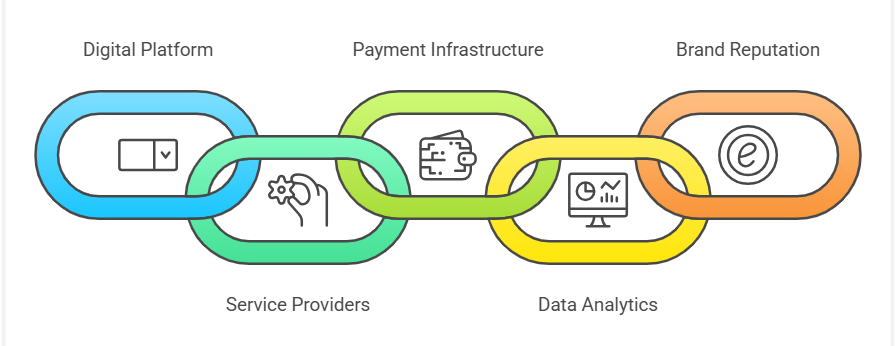 Digital Platform
Payment Infrastructure
Brand Reputation
e
Service Providers
Data Analytics